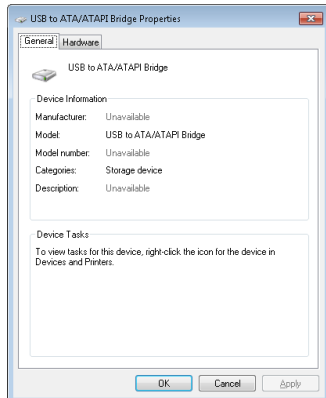 USB to ATA/ATAPI Bridge Properties
General Hardware
USB to ATA/ATAPI Bridge
Device Information
Manufacturer: Unavailable
Model: USB to ATA/ATAPI Bridge
Model number: Unavailable
Categories: Storage device
Description: Unavailable
Device Tasks
To view tasks for this device, right-click the icon for the device in
Devices and Printers.
OK Cancel Apply